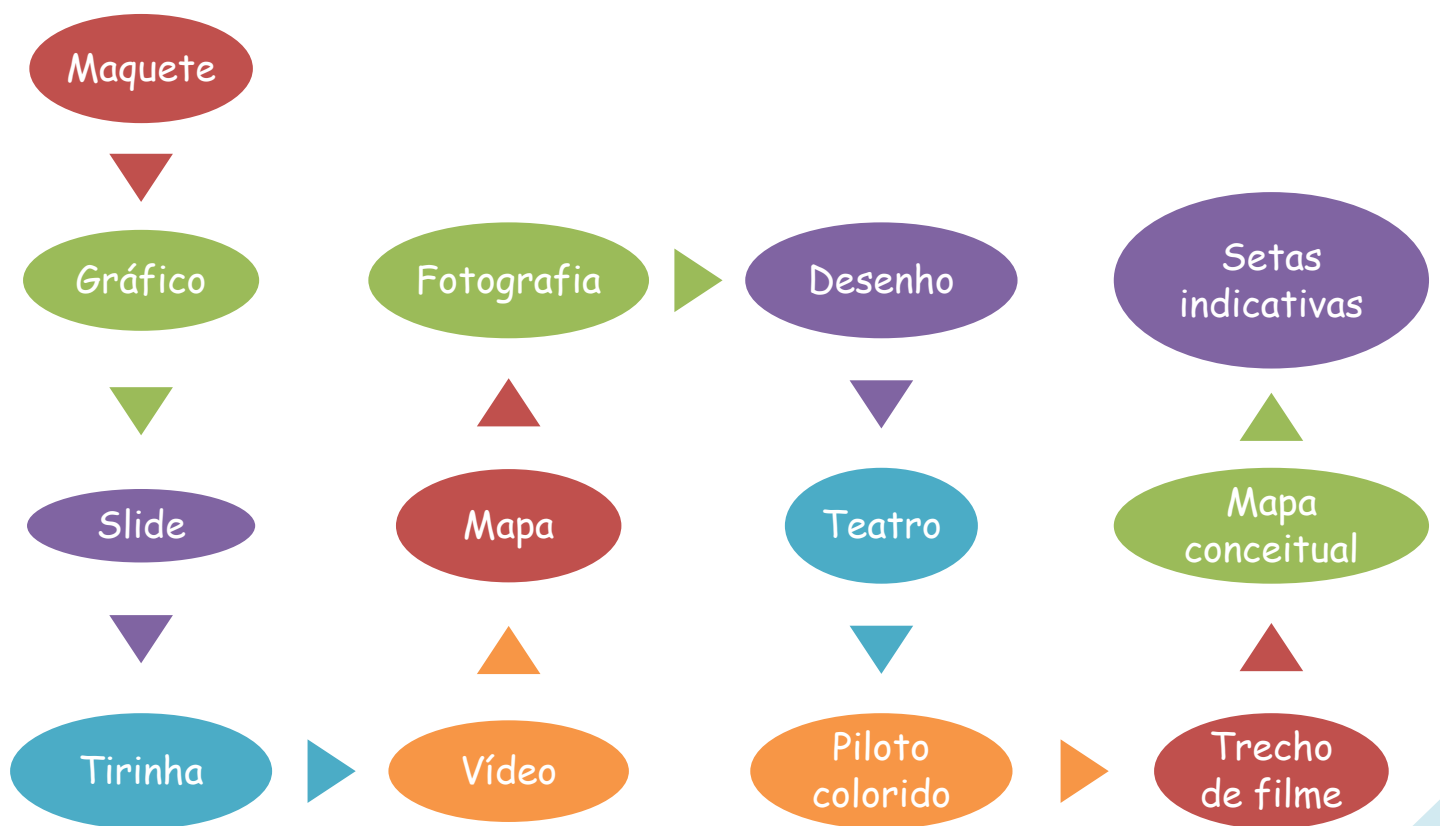 Maquete
Gráfico
Slide
Tirinha
Vídeo
Mapa
Fotografia
Desenho
Teatro
Piloto
colorido
Trecho
de filme
Mapa
conceitual
Setas
indicativas